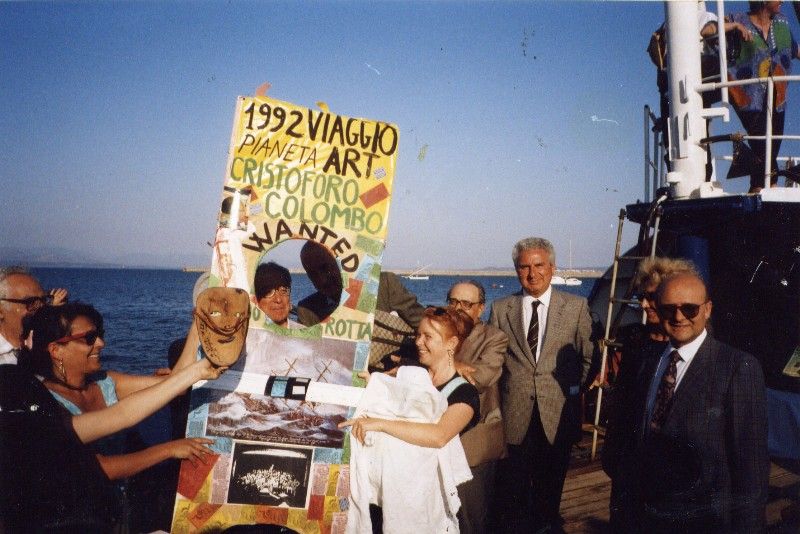 1992 VIAGGIO
PIANETA ART
CRISTOFORO
COLOMBO
WANTED
ROTTA